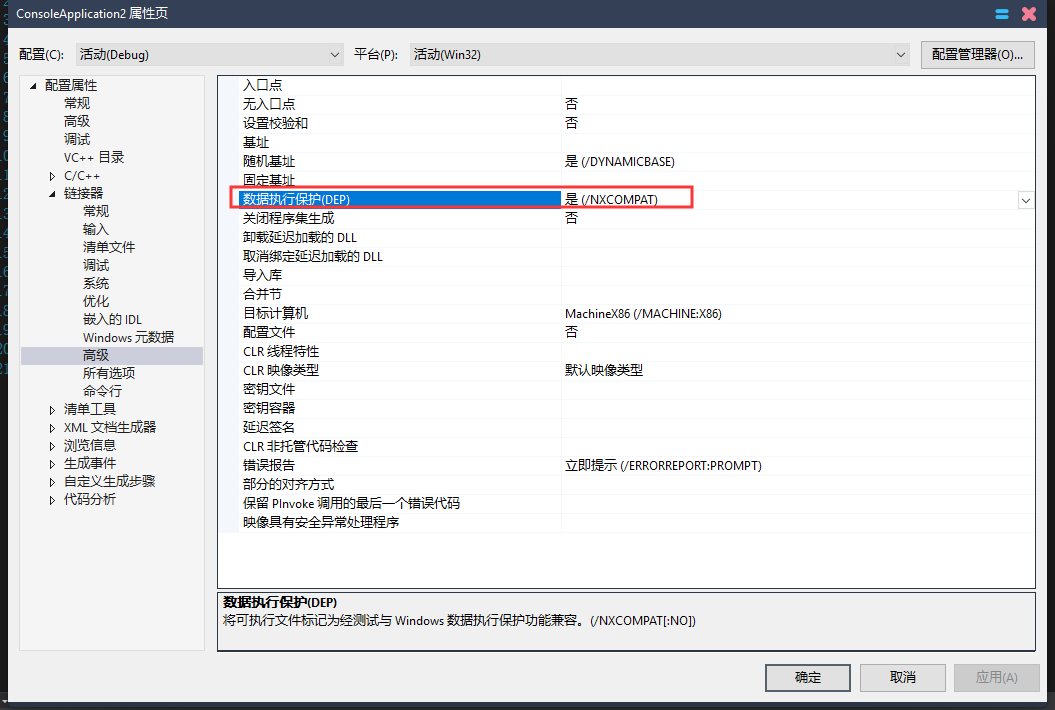 ConsoleApplication2 属性页
配置(C): 活动(Debug) 平台(P): 活动(Win32) 配置管理器(O)...
配置属性
常规
高级
调试
VC++ 目录
C/C++
链接器
常规
输入
清单文件
调试
系统
优化
嵌入的 IDL
Windows 元数据
高级
所有选项
命令行
清单工具
XML 文档生成器
浏览信息
生成事件
自定义生成步骤
代码分析
入口点
无入口点 否
设置校验和 否
基址
随机基址 是 (/DYNAMICBASE)
固定基址
数据执行保护(DEP) 是 (/NXCOMPAT)
关闭程序集生成 否
卸载延迟加载的 DLL
取消绑定延迟加载的 DLL
导入库
合并节
目标计算机 MachineX86 (/MACHINE:X86)
配置文件 否
CLR 线程特性
CLR 映像类型 默认映像类型
密钥文件
密钥容器
延迟签名
CLR 非托管代码检查
错误报告 立即提示 (/ERRORREPORT:PROMPT)
部分的对齐方式
保留 PInvoke 调用的最后一个错误代码
映像具有安全异常处理程序
数据执行保护(DEP)
将可执行文件标记为经测试与 Windows 数据执行保护功能兼容。(/NXCOMPAT[:NO])
确定 取消 应用(A)